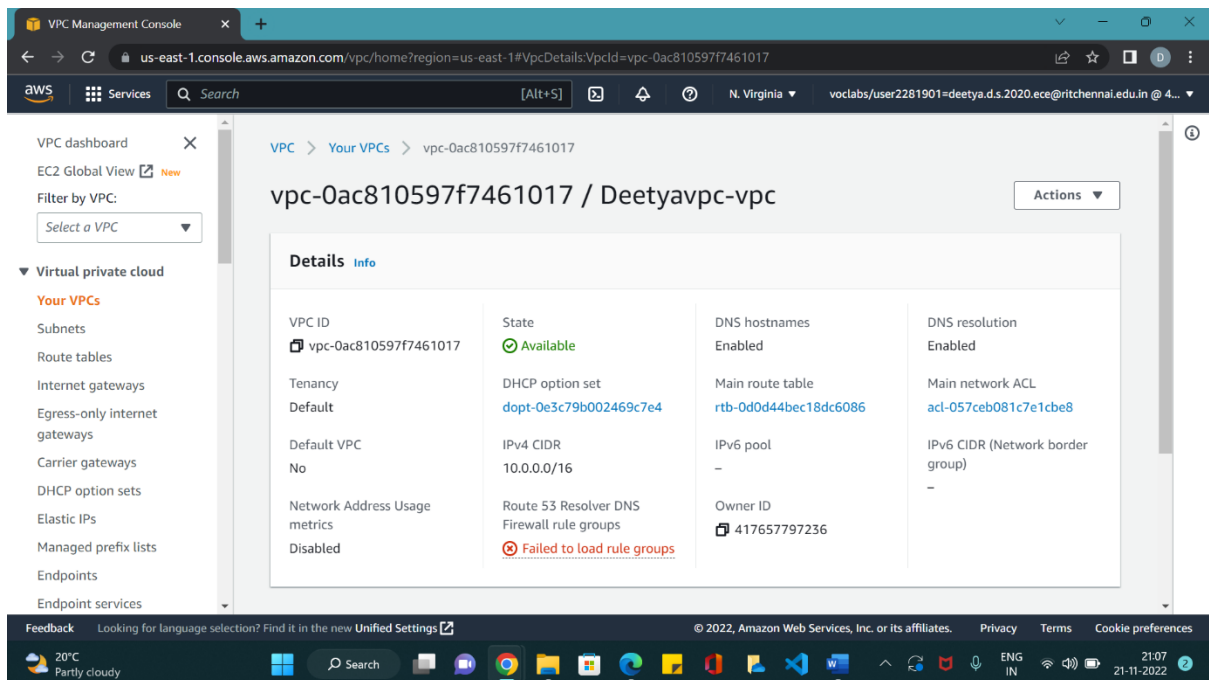 VPC Management Console
us-east-1.console.aws.amazon.com/vpc/home?region=us-east-1#VpcDetails:VpcId=vpc-0ac810597f7461017
D
aws
Services
Search
[Alt+S]
N. Virginia
voclabs/user2281901=deetya.d.s.2020.ece@ritchennai.edu.in @ 4...
VPC dashboard
EC2 Global View New
Filter by VPC:
Select a VPC
Virtual private cloud
Your VPCs
Subnets
Route tables
Internet gateways
Egress-only internet
gateways
Carrier gateways
DHCP option sets
Elastic IPs
Managed prefix lists
Endpoints
Endpoint services
VPC > Your VPCs > vpc-0ac810597f7461017
vpc-0ac810597f7461017 / Deetyavpc-vpc
Actions
Details Info
VPC ID
vpc-0ac810597f7461017
State
Available
DNS hostnames
Enabled
DNS resolution
Enabled
Tenancy
Default
DHCP option set
dopt-0e3c79b002469c7e4
Main route table
rtb-0d0d44bec18dc6086
Main network ACL
acl-057ceb081c7e1cbe8
Default VPC
No
IPv4 CIDR
10.0.0.0/16
IPv6 pool
–
IPv6 CIDR (Network border
group)
–
Network Address Usage
metrics
Disabled
Route 53 Resolver DNS
Firewall rule groups
Failed to load rule groups
Owner ID
417657797236
Feedback
Looking for language selection? Find it in the new Unified Settings
© 2022, Amazon Web Services, Inc. or its affiliates.
Privacy
Terms
Cookie preferences
20°C
Partly cloudy
Search
ENG
IN
21:07
21-11-2022
2